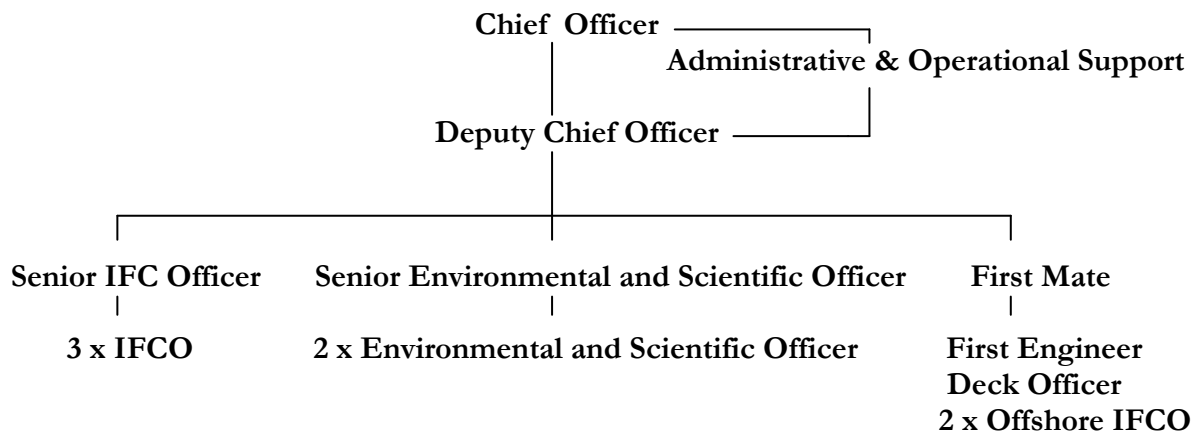 Chief Officer
Administrative & Operational Support
Deputy Chief Officer
Senior IFC Officer
Senior Environmental and Scientific Officer
First Mate
3 x IFCO
2 x Environmental and Scientific Officer
First Engineer
Deck Officer
2 x Offshore IFCO